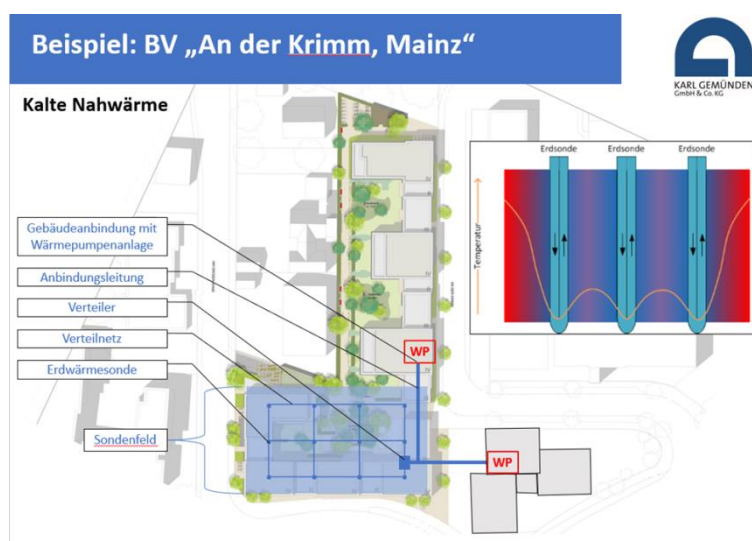 Beispiel: BV „An der Krimm, Mainz“
KARL GEMÜNDEN
GmbH & Co. KG
Kalte Nahwärme
Erdsonde Erdsonde Erdsonde
Temperatur
Gebäudeanbindung mit
Wärmepumpenanlage
Anbindungsleitung
Verteiler
Verteilnetz
Erdwärmesonde
Sondenfeld
WP
WP